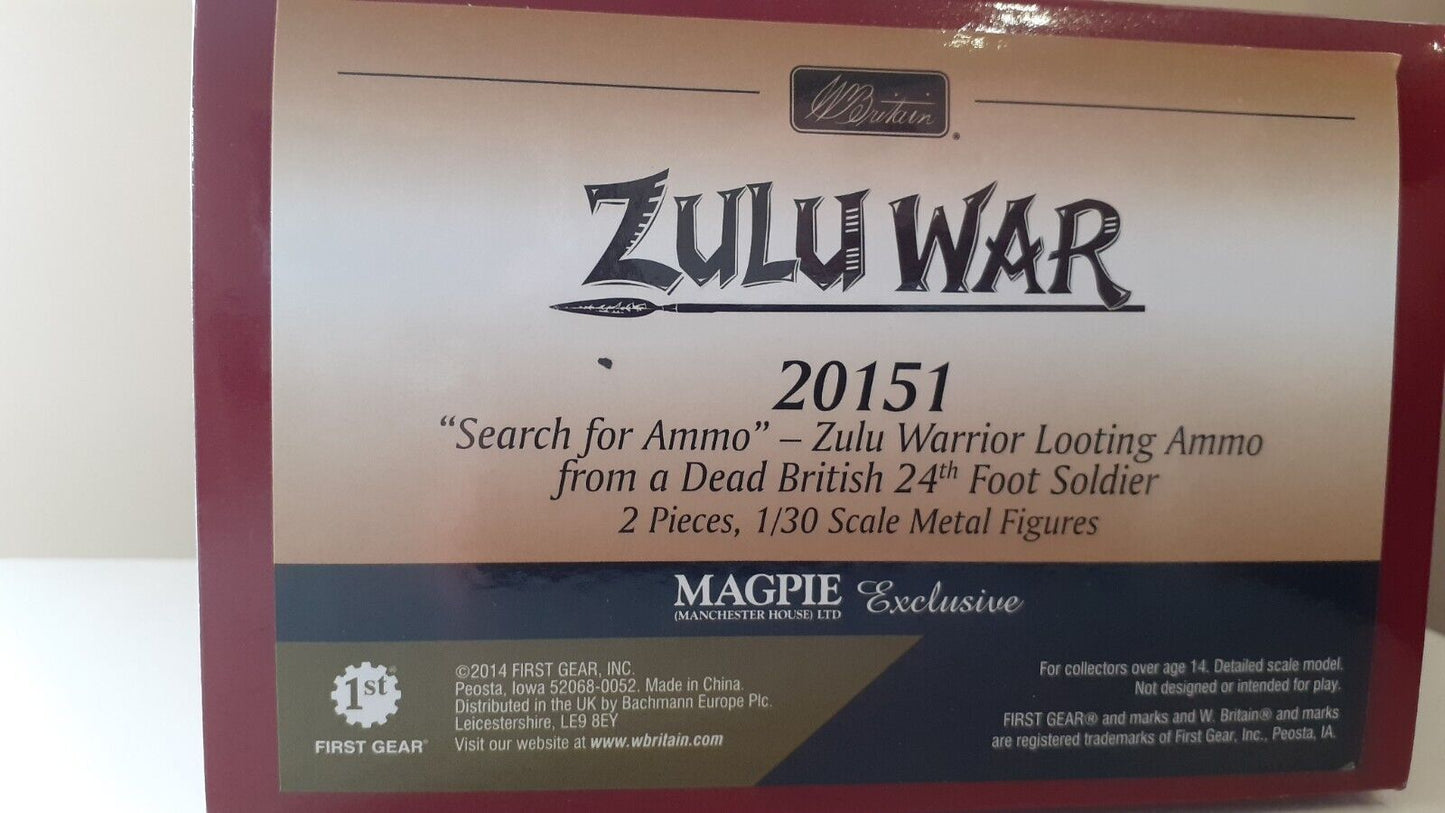 W Britain
ZULU WAR
20151
“Search for Ammo” – Zulu Warrior Looting Ammo
from a Dead British 24th Foot Soldier
2 Pieces, 1/30 Scale Metal Figures
MAGPIE Exclusive
(MANCHESTER HOUSE) LTD
1st
FIRST GEAR®
©2014 FIRST GEAR, INC.
Peosta, Iowa 52068-0052. Made in China.
Distributed in the UK by Bachmann Europe Plc.
Leicestershire, LE9 8EY
Visit our website at www.wbritain.com
For collectors over age 14. Detailed scale model.
Not designed or intended for play.
FIRST GEAR® and marks and W. Britain® and marks
are registered trademarks of First Gear, Inc., Peosta, IA.